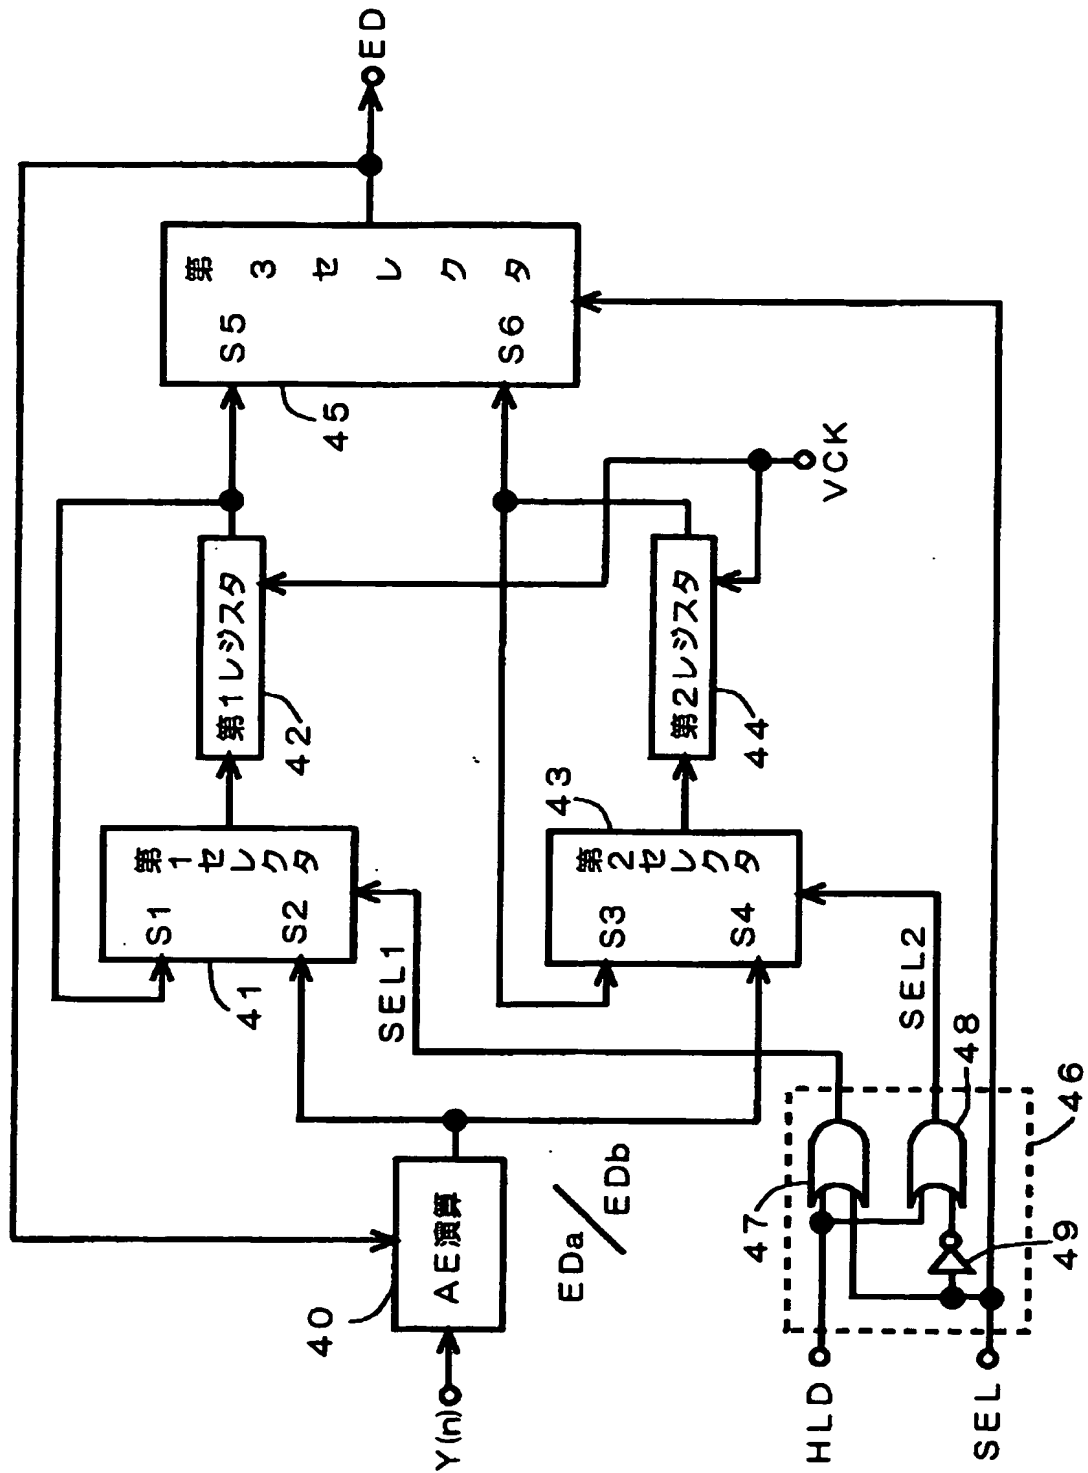 Y(n)
40
AE演算
EDa
EDb
41
S1
S2
第1セレクタ
SEL1
42
第1レジスタ
43
S3
S4
第2セレクタ
SEL2
44
第2レジスタ
VCK
45
S5
S6
第3セレクタ
ED
HLD
SEL
46
47
48
49